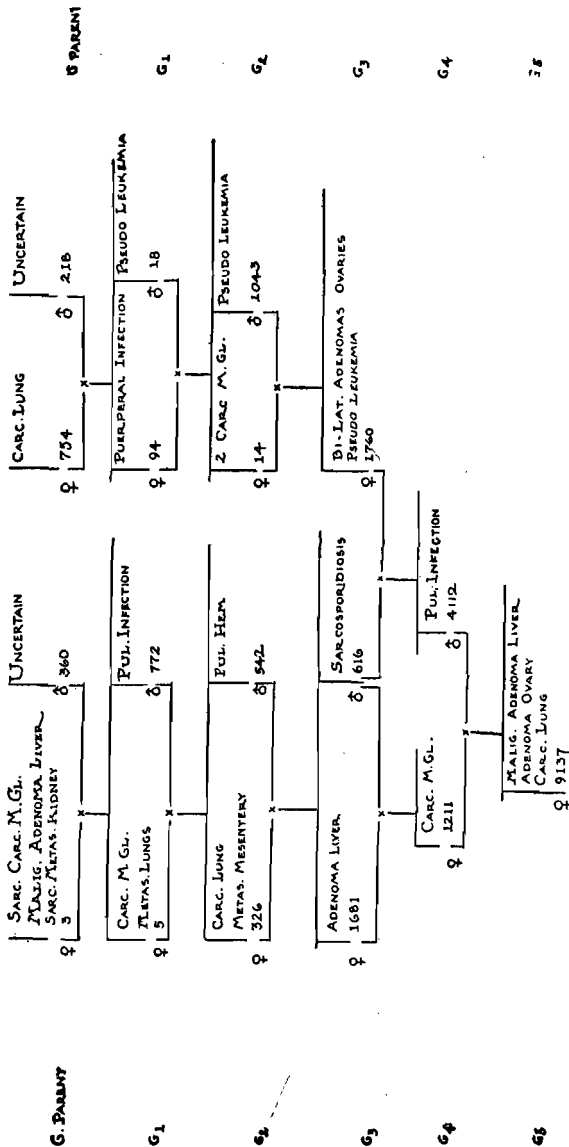 G. PARENT
SARC. CARC. M. GL.
MALIG. ADENOMA LIVER
SARC. METAS. KIDNEY
♀ 3
UNCERTAIN
♂ 360
x
CARC. LUNG
♀ 754
UNCERTAIN
♂ 218
x
PARENT
G1
CARC. M. GL.
METAS. LUNGS
♀ 5
PUL. INFECTION
♂ 772
x
PUERPERAL INFECTION
♀ 94
PSEUDO LEUKEMIA
♂ 18
x
G1
G2
CARC. LUNG
METAS. MESENTERY
♀ 326
PUL. HEM.
♂ 542
x
2 CARC M. GL.
♀ 14
PSEUDO LEUKEMIA
♂ 1043
x
G2
G3
ADENOMA LIVER
♀ 1681
SARCOSPORIDIOSIS
♂ 616
x
x
BI-LAT. ADENOMAS OVARIES
PSEUDO LEUKEMIA
♀ 1760
G3
G4
CARC. M. GL.
♀ 1211
PUL. INFECTION
♂ 4112
x
G4
G5
MALIG. ADENOMA LIVER
ADENOMA OVARY
CARC. LUNG
♀ 9137